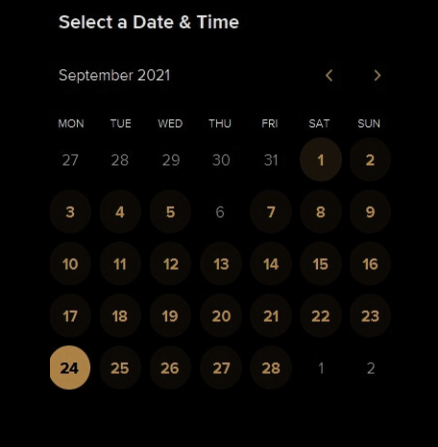 Select a Date & Time
September 2021
MON TUE WED THU FRI SAT SUN
27 28 29 30 31 1 2
3 4 5 6 7 8 9
10 11 12 13 14 15 16
17 18 19 20 21 22 23
24 25 26 27 28 1 2